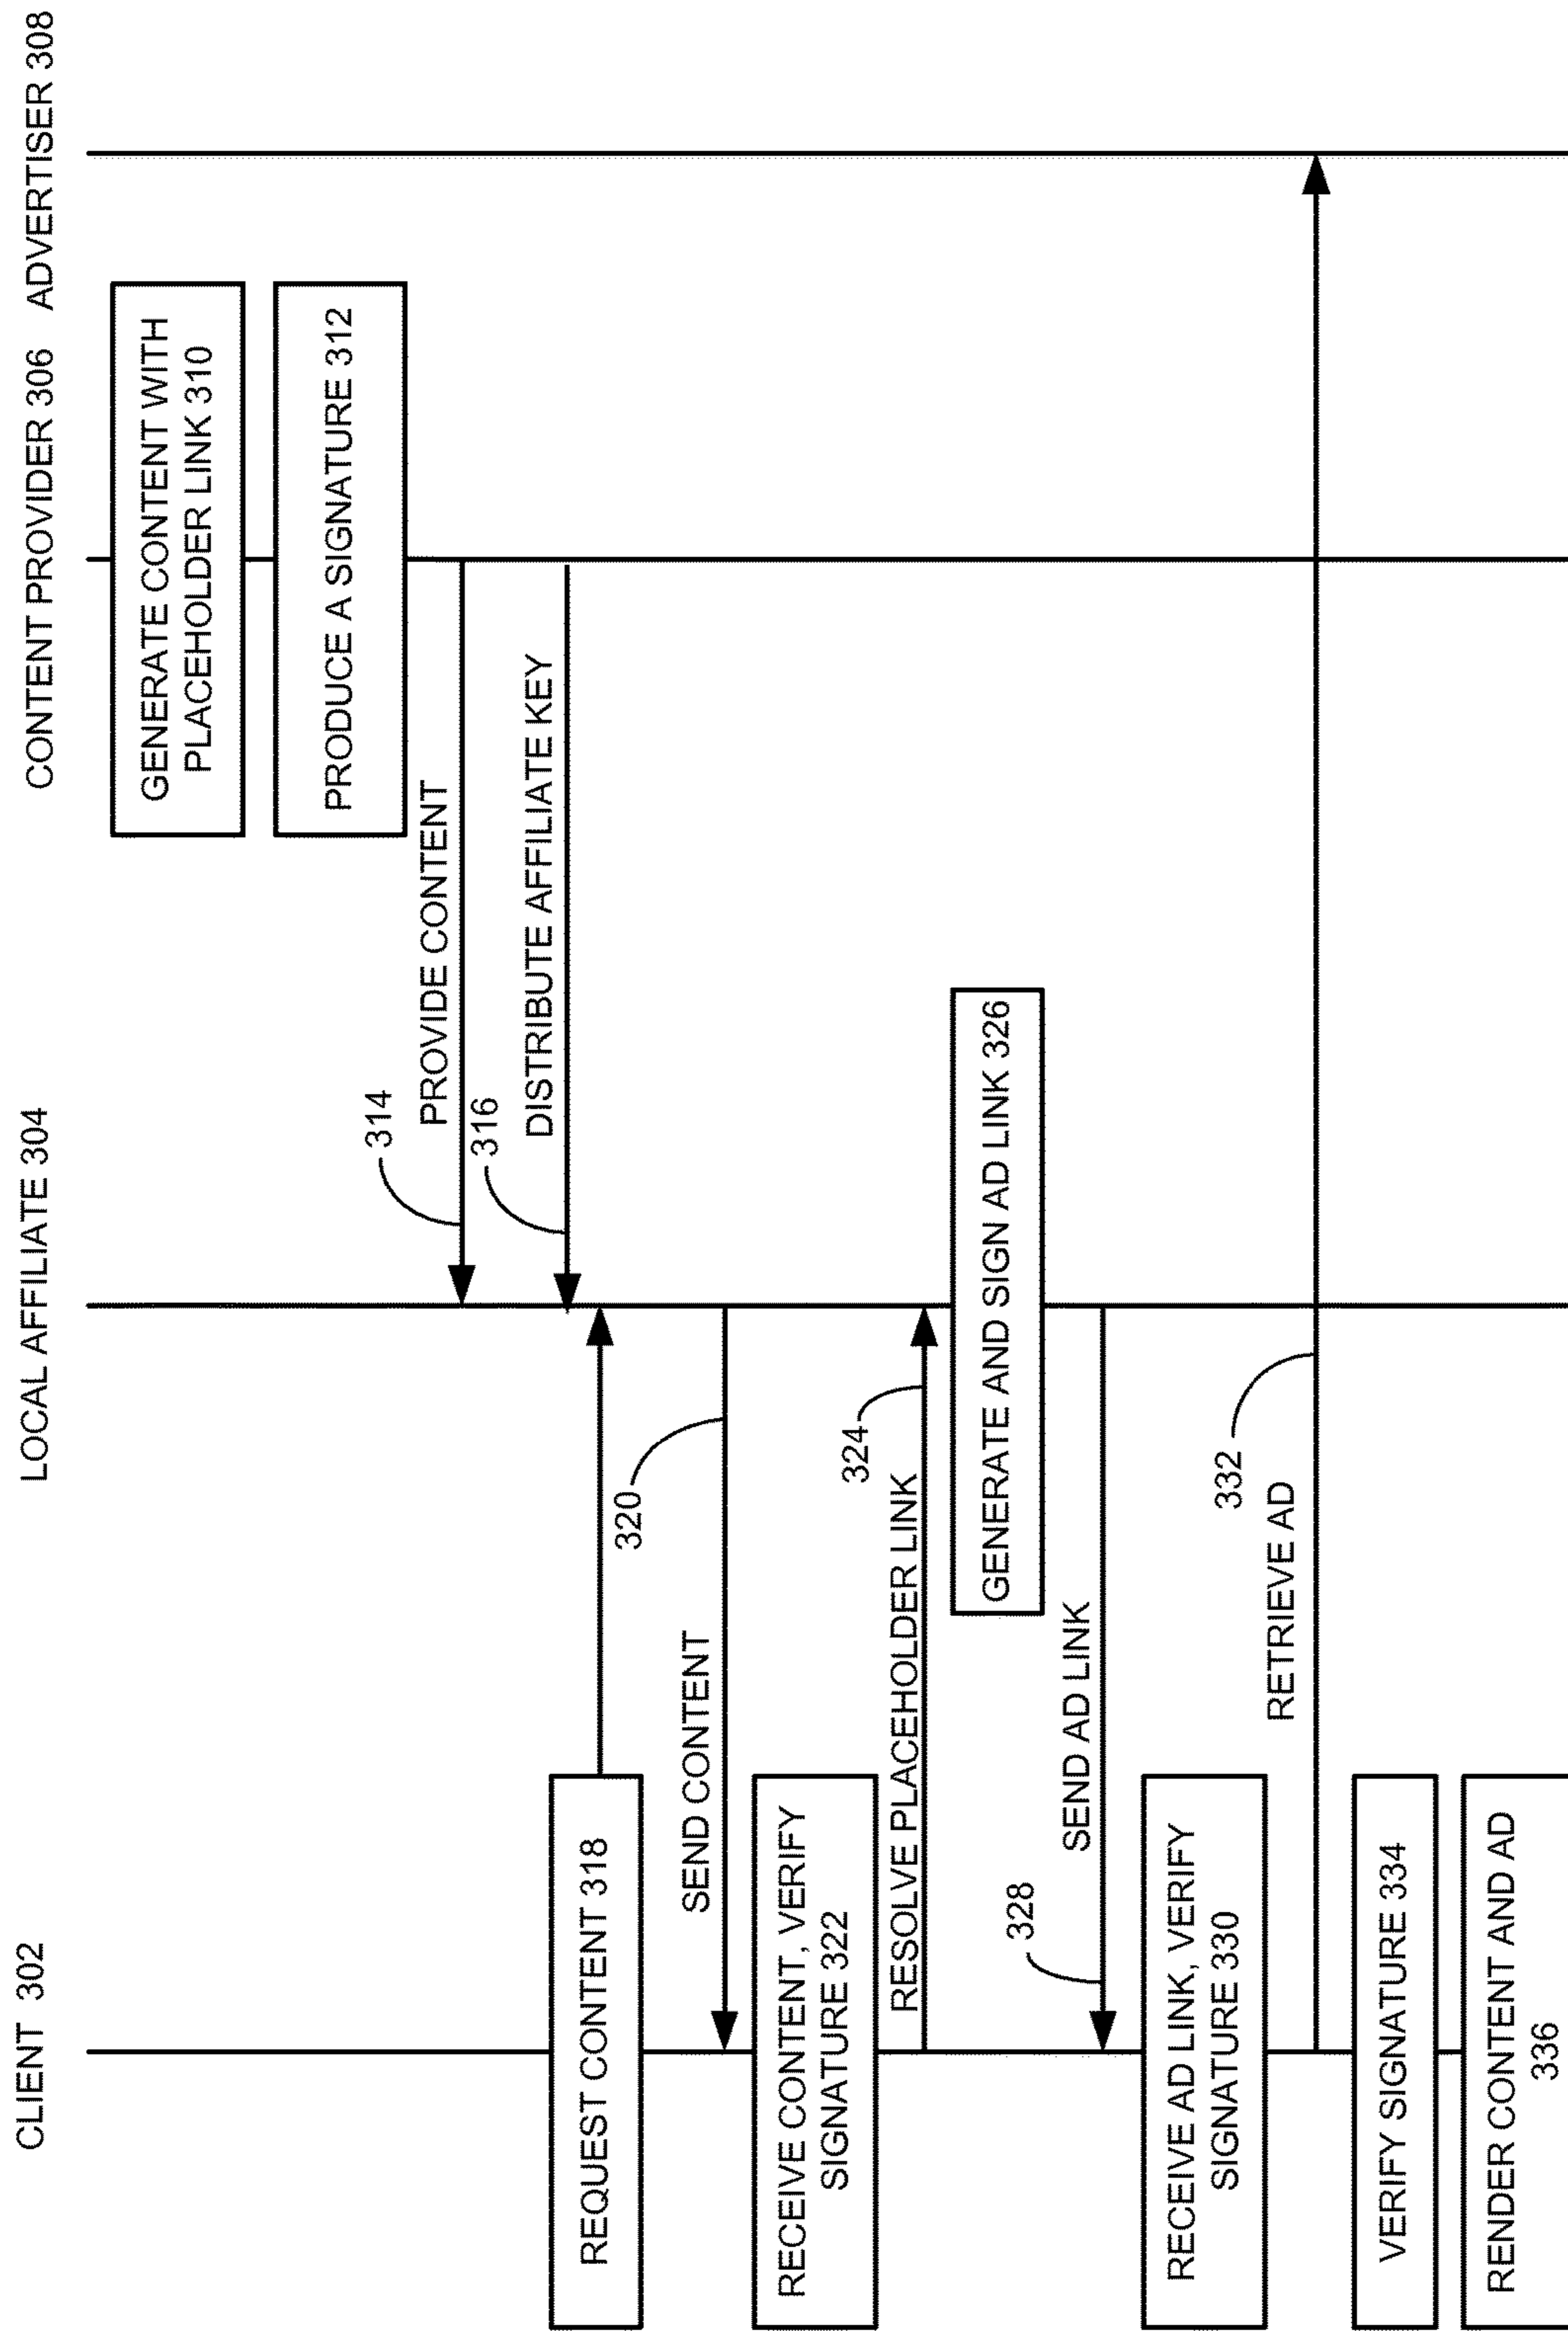 CLIENT 302
LOCAL AFFILIATE 304
CONTENT PROVIDER 306
ADVERTISER 308
GENERATE CONTENT WITH
PLACEHOLDER LINK 310
PRODUCE A SIGNATURE 312
314
PROVIDE CONTENT
316
DISTRIBUTE AFFILIATE KEY
REQUEST CONTENT 318
320
SEND CONTENT
RECEIVE CONTENT, VERIFY
SIGNATURE 322
324
RESOLVE PLACEHOLDER LINK
GENERATE AND SIGN AD LINK 326
328
SEND AD LINK
RECEIVE AD LINK, VERIFY
SIGNATURE 330
332
RETRIEVE AD
VERIFY SIGNATURE 334
RENDER CONTENT AND AD
336